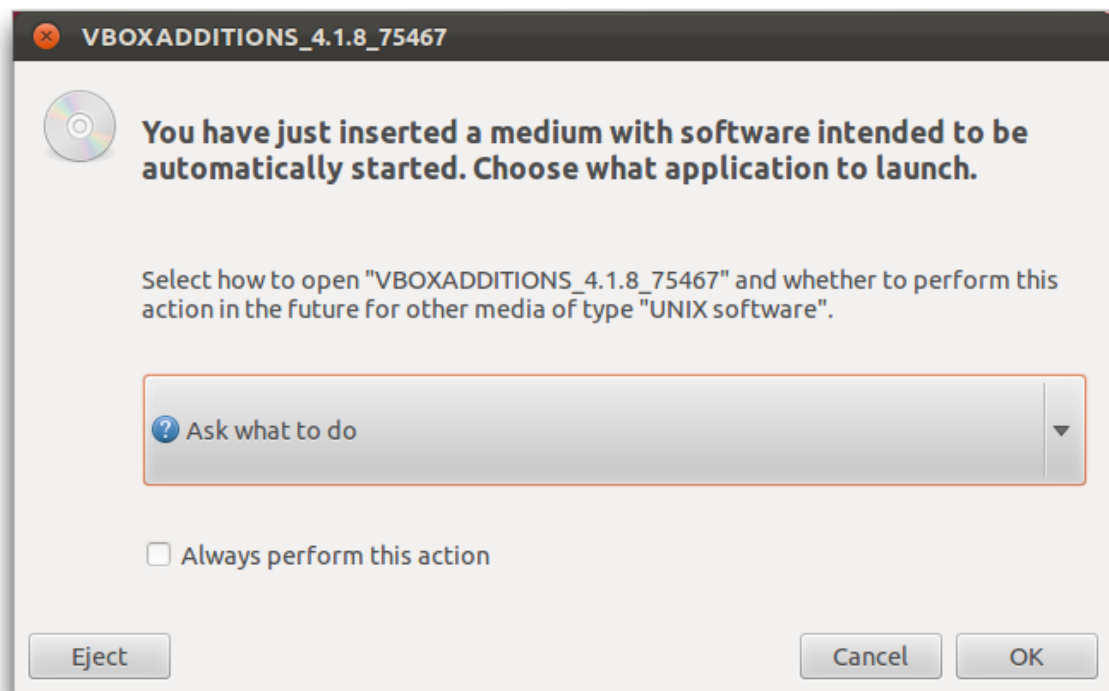 VBOXADDITIONS_4.1.8_75467
You have just inserted a medium with software intended to be
automatically started. Choose what application to launch.
Select how to open "VBOXADDITIONS_4.1.8_75467" and whether to perform this
action in the future for other media of type "UNIX software".
Ask what to do
Always perform this action
Eject
Cancel
OK